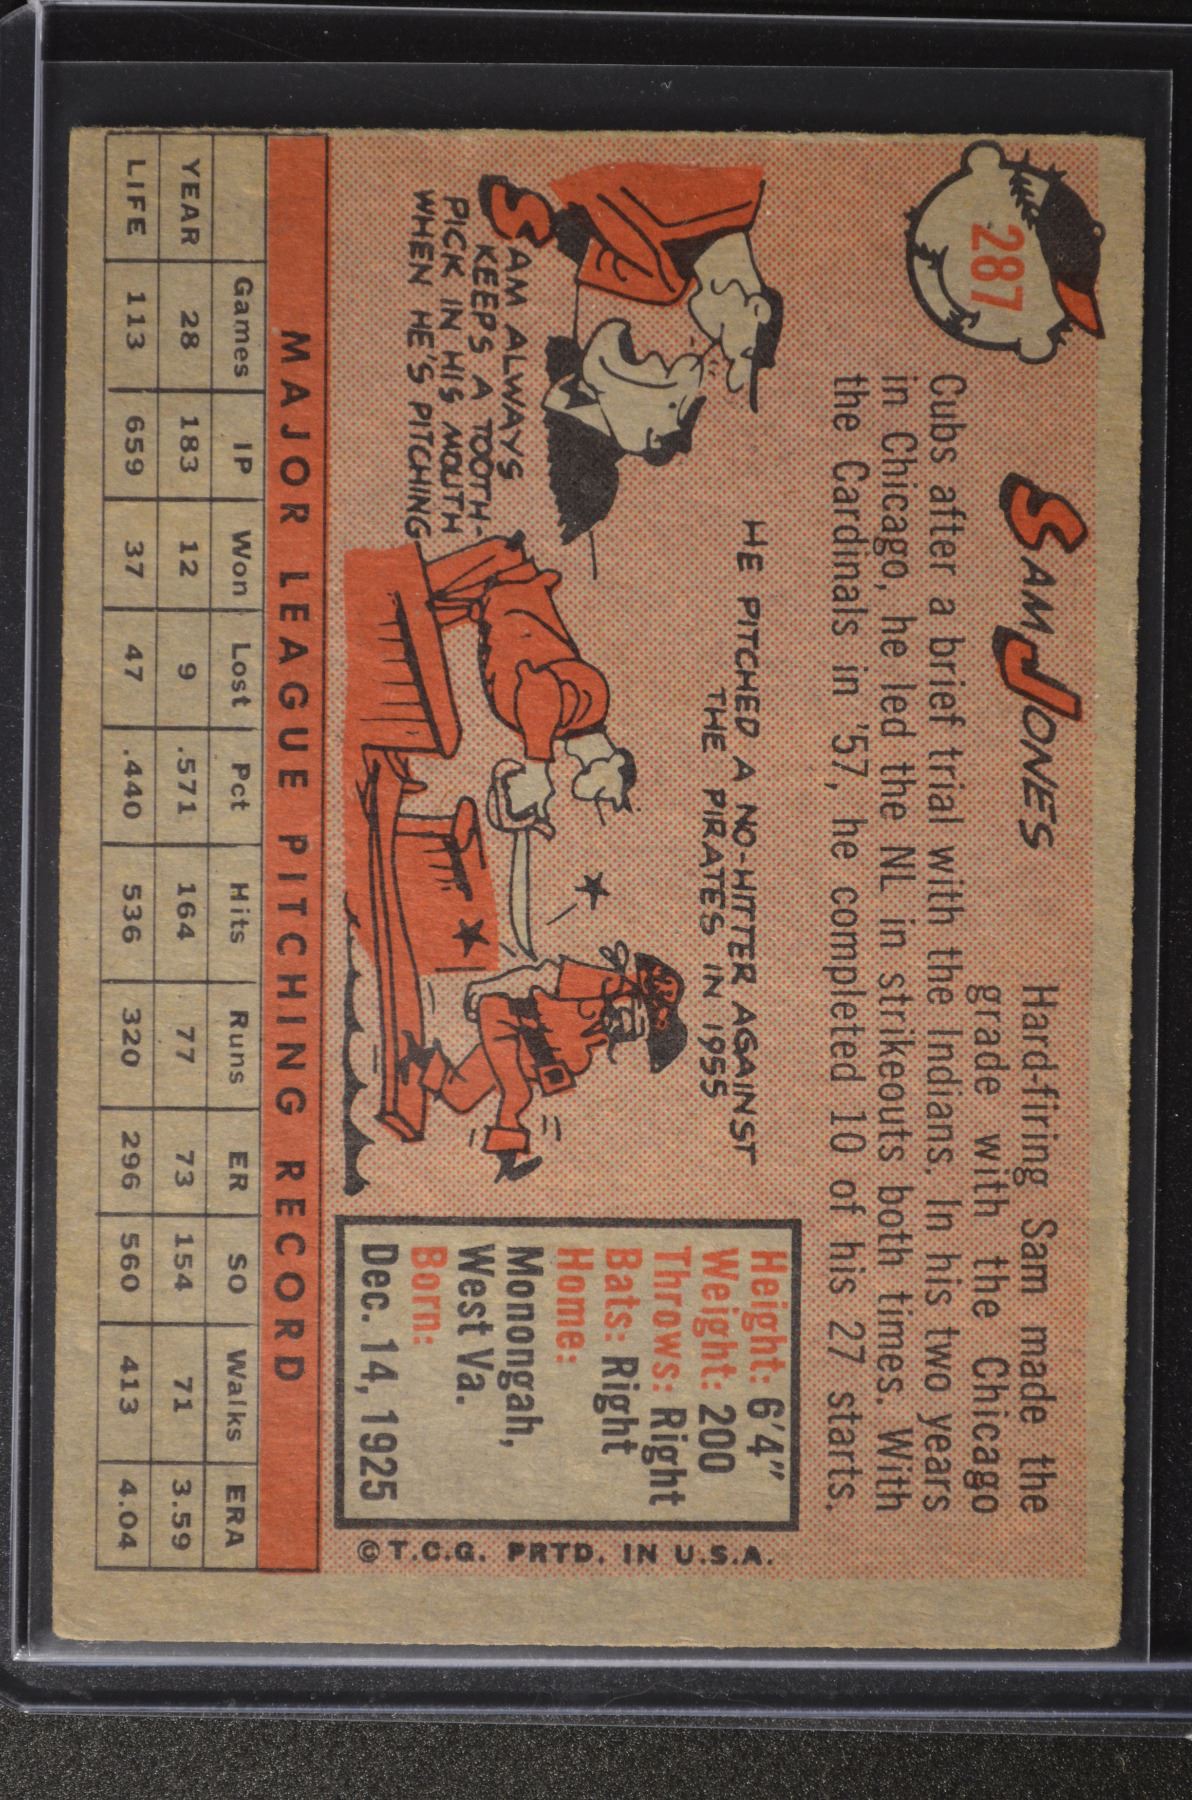 287
SAM JONES
Hard-firing Sam made the
grade with the Chicago
Cubs after a brief trial with the Indians. In his two years
in Chicago, he led the NL in strikeouts both times. With
the Cardinals in '57, he completed 10 of his 27 starts.
HE PITCHED A NO-HITTER AGAINST
THE PIRATES IN 1955
SAM ALWAYS
KEEPS A TOOTH-
PICK IN HIS MOUTH
WHEN HE'S PITCHING
Height: 6'4"
Weight: 200
Throws: Right
Bats: Right
Home:
Monongah,
West Va.
Born:
Dec. 14, 1925
© T.C.G. PRTD. IN U.S.A.
MAJOR LEAGUE PITCHING RECORD
Games IP Won Lost Pct Hits Runs ER SO Walks ERA
YEAR 28 183 12 9 .571 164 77 73 154 71 3.59
LIFE 113 659 37 47 .440 536 320 296 560 413 4.04